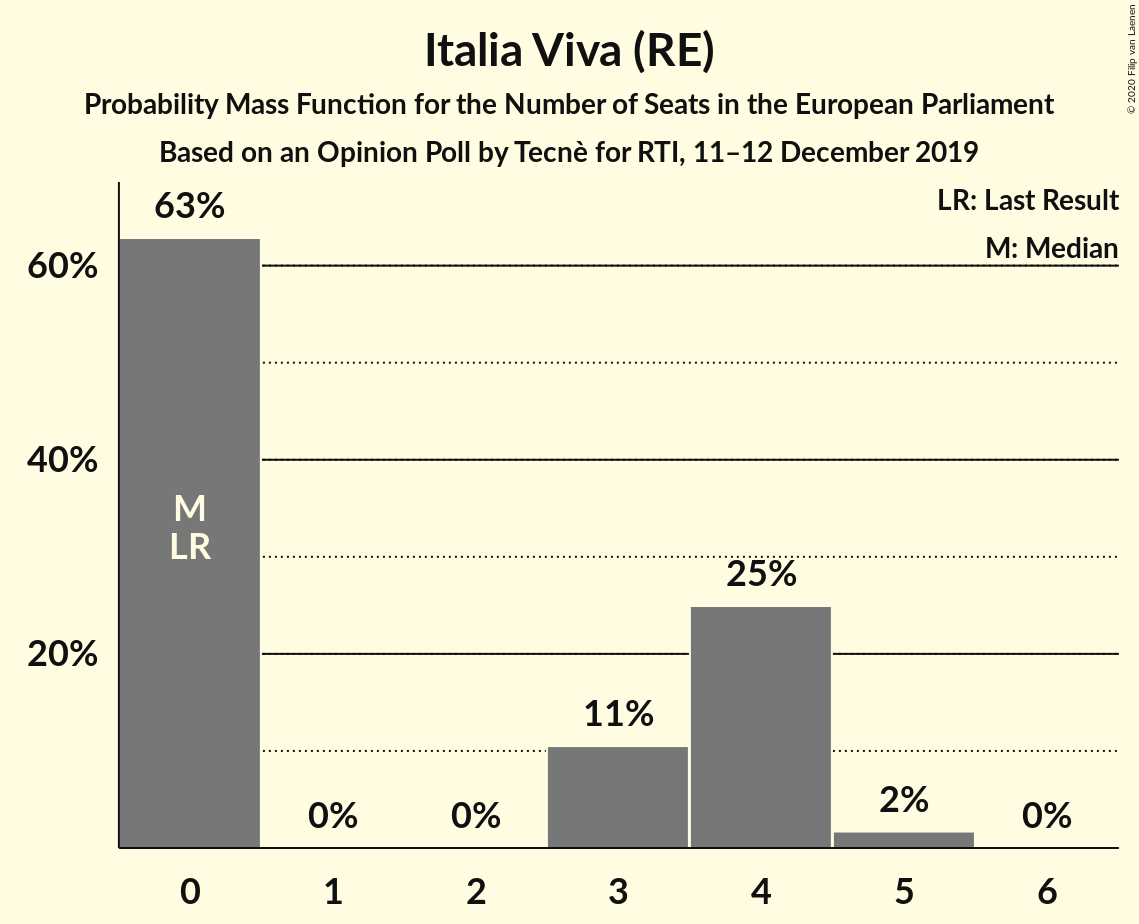 Italia Viva (RE)
Probability Mass Function for the Number of Seats in the European Parliament
Based on an Opinion Poll by Tecnè for RTI, 11–12 December 2019
© 2020 Filip van Laenen
LR: Last Result
M: Median
60%
40%
20%
63%
M
LR
0%
0%
11%
25%
2%
0%
0
1
2
3
4
5
6